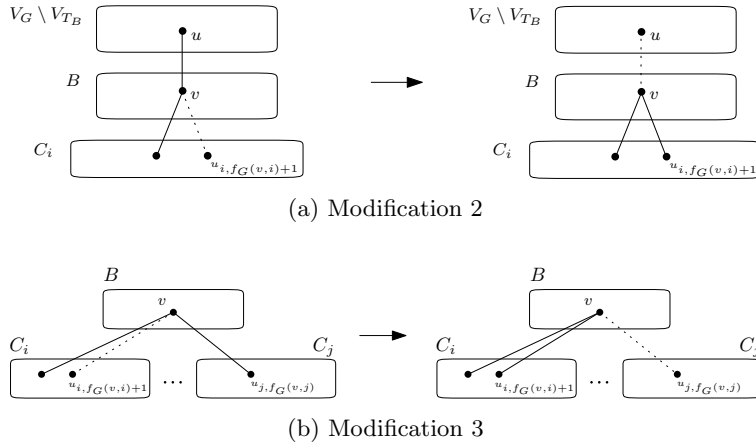 V_G \ V_{T_B} u V_G \ V_{T_B} u
B v B v
C_i u_{i,f_G(v,i)+1} C_i u_{i,f_G(v,i)+1}
(a) Modification 2
B B
v v
C_i C_j C_i C_j
u_{i,f_G(v,i)+1} ... u_{j,f_G(v,j)} u_{i,f_G(v,i)+1} ... u_{j,f_G(v,j)}
(b) Modification 3